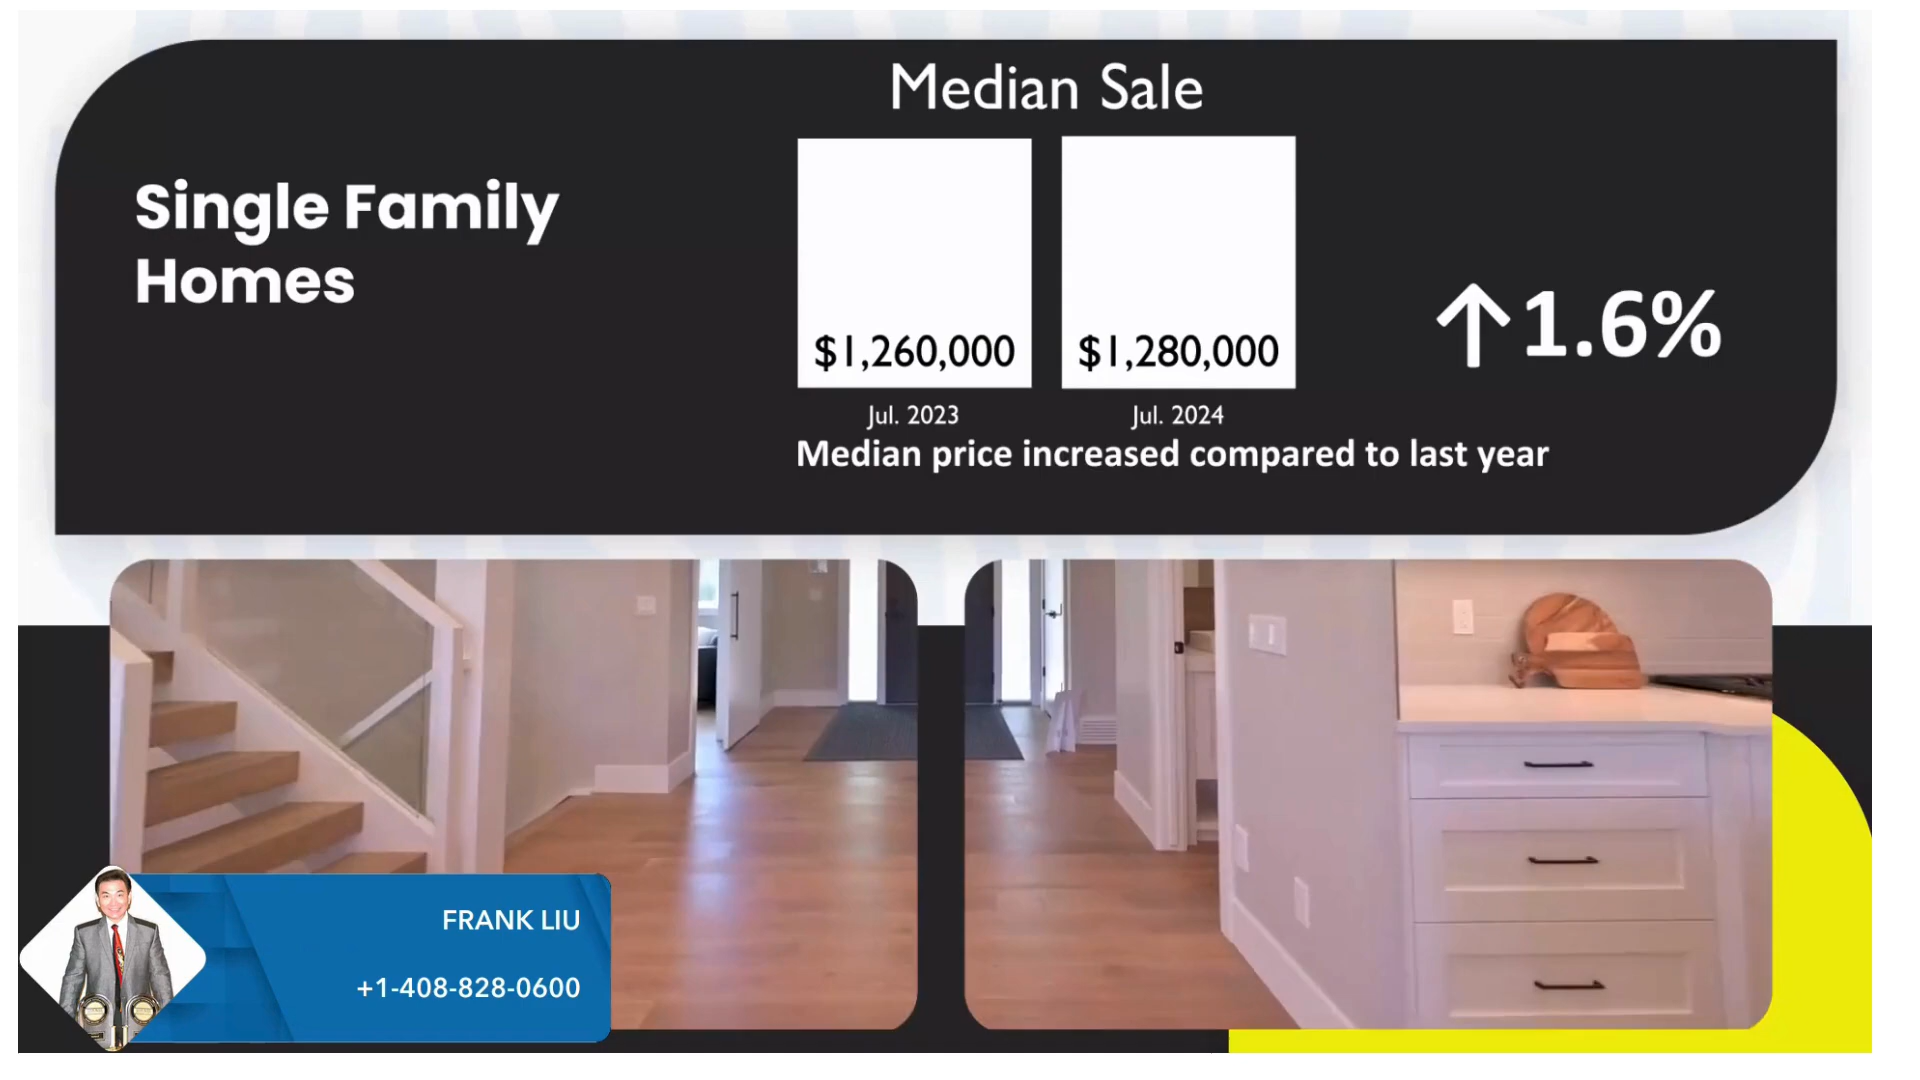 Median Sale
Single Family
Homes
$1,260,000
$1,280,000
↑1.6%
Jul. 2023
Jul. 2024
Median price increased compared to last year
FRANK LIU
+1-408-828-0600